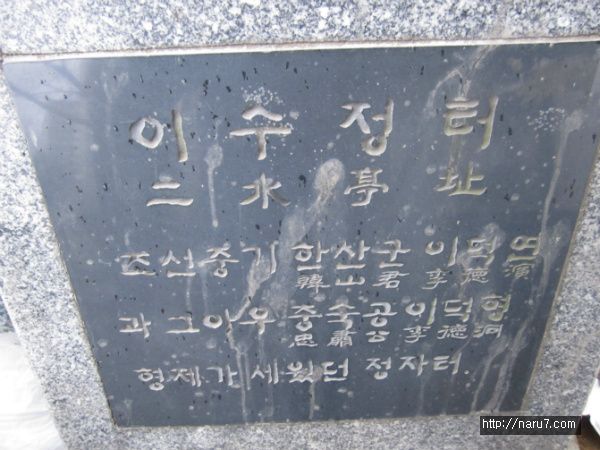 이수정터
二水亭址
조선중기 한산군 이덕연
韓山君 李德演
과 그아우 충숙공 이덕형
忠肅公 李德泂
형제가 세웠던 정자터.
http://naru7.com